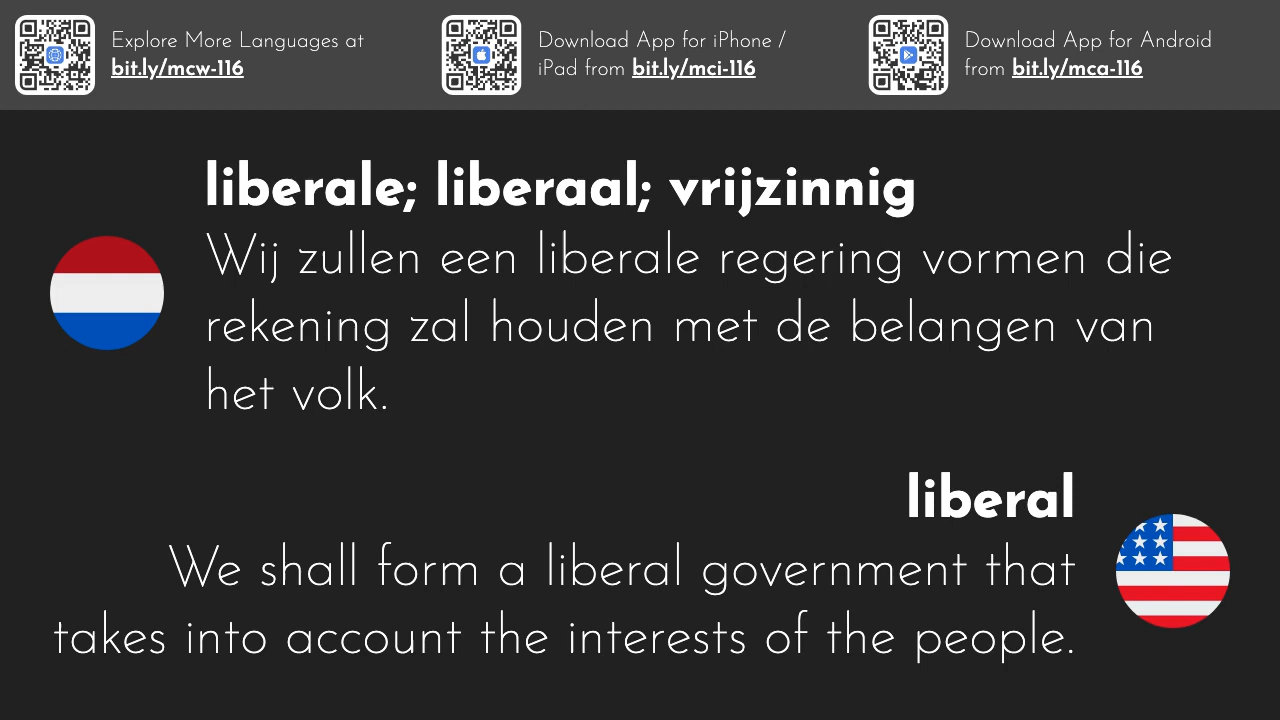 Explore More Languages at
bit.ly/mcw-116
Download App for iPhone /
iPad from bit.ly/mci-116
Download App for Android
from bit.ly/mca-116
liberale; liberaal; vrijzinnig
Wij zullen een liberale regering vormen die
rekening zal houden met de belangen van
het volk.
liberal
We shall form a liberal government that
takes into account the interests of the people.